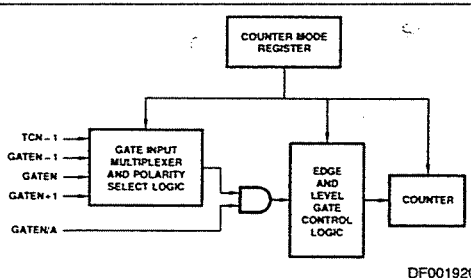 COUNTER MODE
REGISTER
TCN-1
GATEN-1
GATEN
GATEN+1
GATEN/A
GATE INPUT
MULTIPLEXER
AND POLARITY
SELECT LOGIC
EDGE
AND
LEVEL
GATE
CONTROL
LOGIC
COUNTER